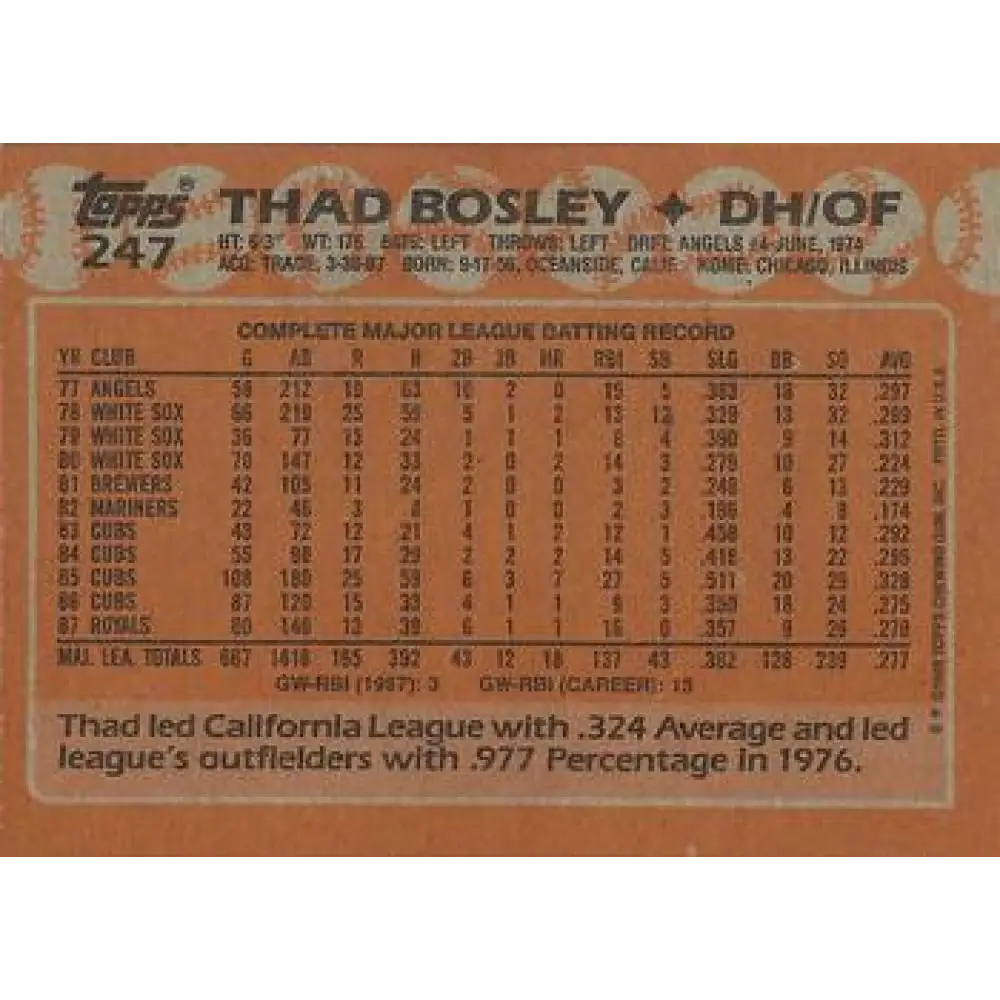 topps® THAD BOSLEY ✦ DH/OF
247 HT: 6'3" WT: 175 BATS: LEFT THROWS: LEFT DRFT: ANGELS #4-JUNE, 1974
ACQ: TRADE, 3-30-87 BORN: 9-17-56, OCEANSIDE, CALIF. HOME: CHICAGO, ILLINOIS
COMPLETE MAJOR LEAGUE BATTING RECORD
YR CLUB G AB R H 2B 3B HR RBI SB SLG BB SO AVG
77 ANGELS 58 212 19 63 10 2 0 19 5 .363 16 32 .297
78 WHITE SOX 66 219 25 59 5 1 2 13 12 .329 13 32 .269
79 WHITE SOX 36 77 13 24 1 1 1 8 4 .390 9 14 .312
80 WHITE SOX 70 147 12 33 2 0 2 14 3 .279 10 27 .224
81 BREWERS 42 105 11 24 2 0 0 3 2 .248 6 13 .229
82 MARINERS 22 46 3 8 1 0 0 2 3 .196 4 8 .174
83 CUBS 43 72 12 21 4 1 2 12 1 .458 10 12 .292
84 CUBS 55 98 17 29 2 2 2 14 5 .418 13 22 .296
85 CUBS 108 180 25 59 6 3 7 27 5 .511 20 29 .328
86 CUBS 87 120 15 33 4 1 1 9 3 .350 18 24 .275
87 ROYALS 80 140 13 39 6 1 1 16 0 .357 9 26 .279
MAJ. LEA. TOTALS 667 1416 165 392 43 12 18 137 43 .362 128 239 .277
GW-RBI (1987): 3 GW-RBI (CAREER): 13
Thad led California League with .324 Average and led
league's outfielders with .977 Percentage in 1976.